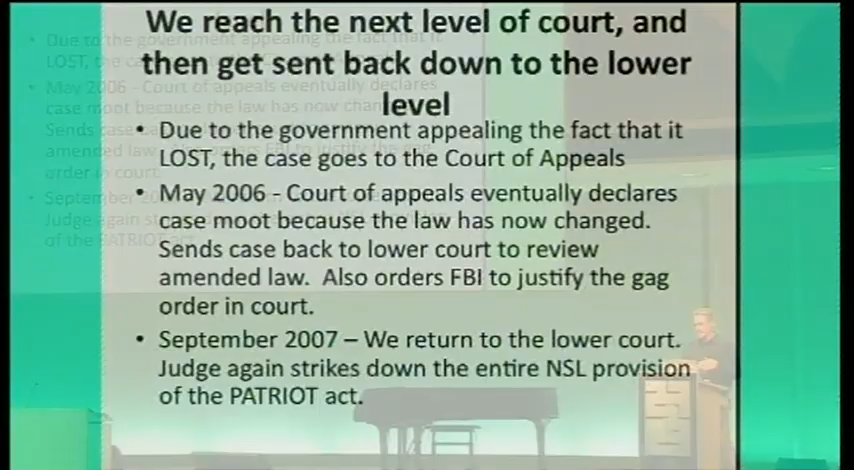 We reach the next level of court, and
then get sent back down to the lower
level
• Due to the government appealing the fact that it
LOST, the case goes to the Court of Appeals
• May 2006 - Court of appeals eventually declares
case moot because the law has now changed.
Sends case back to lower court to review
amended law. Also orders FBI to justify the gag
order in court.
• September 2007 – We return to the lower court.
Judge again strikes down the entire NSL provision
of the PATRIOT act.